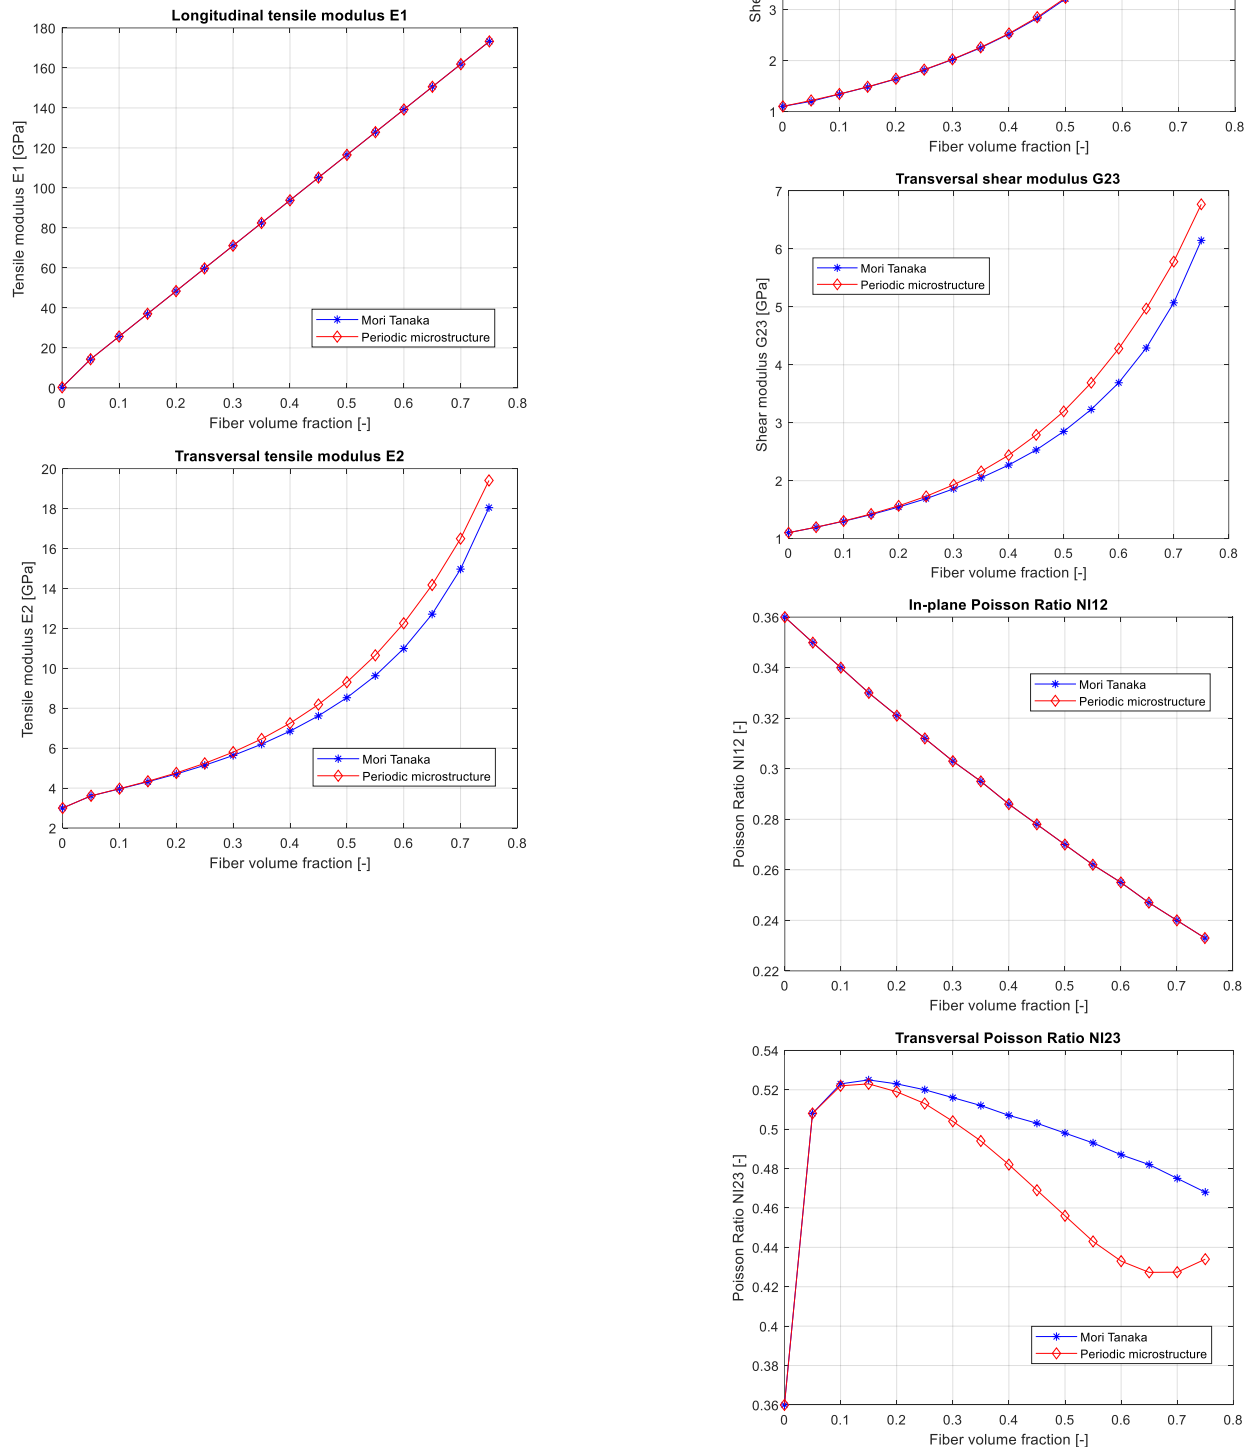 Longitudinal tensile modulus E1
180
160
140
120
100
80
60
40
20
0
Tensile modulus E1 [GPa]
Mori Tanaka
Periodic microstructure
0 0.1 0.2 0.3 0.4 0.5 0.6 0.7 0.8
Fiber volume fraction [-]
Transversal tensile modulus E2
20
18
16
14
12
10
8
6
4
2
Tensile modulus E2 [GPa]
Mori Tanaka
Periodic microstructure
0 0.1 0.2 0.3 0.4 0.5 0.6 0.7 0.8
Fiber volume fraction [-]
3
2
1
She
0 0.1 0.2 0.3 0.4 0.5 0.6 0.7 0.8
Fiber volume fraction [-]
Transversal shear modulus G23
7
6
5
4
3
2
1
Shear modulus G23 [GPa]
Mori Tanaka
Periodic microstructure
0 0.1 0.2 0.3 0.4 0.5 0.6 0.7 0.8
Fiber volume fraction [-]
In-plane Poisson Ratio NI12
0.36
0.34
0.32
0.3
0.28
0.26
0.24
0.22
Poisson Ratio NI12 [-]
Mori Tanaka
Periodic microstructure
0 0.1 0.2 0.3 0.4 0.5 0.6 0.7 0.8
Fiber volume fraction [-]
Transversal Poisson Ratio NI23
0.54
0.52
0.5
0.48
0.46
0.44
0.42
0.4
0.38
0.36
Poisson Ratio NI23 [-]
Mori Tanaka
Periodic microstructure
0 0.1 0.2 0.3 0.4 0.5 0.6 0.7 0.8
Fiber volume fraction [-]